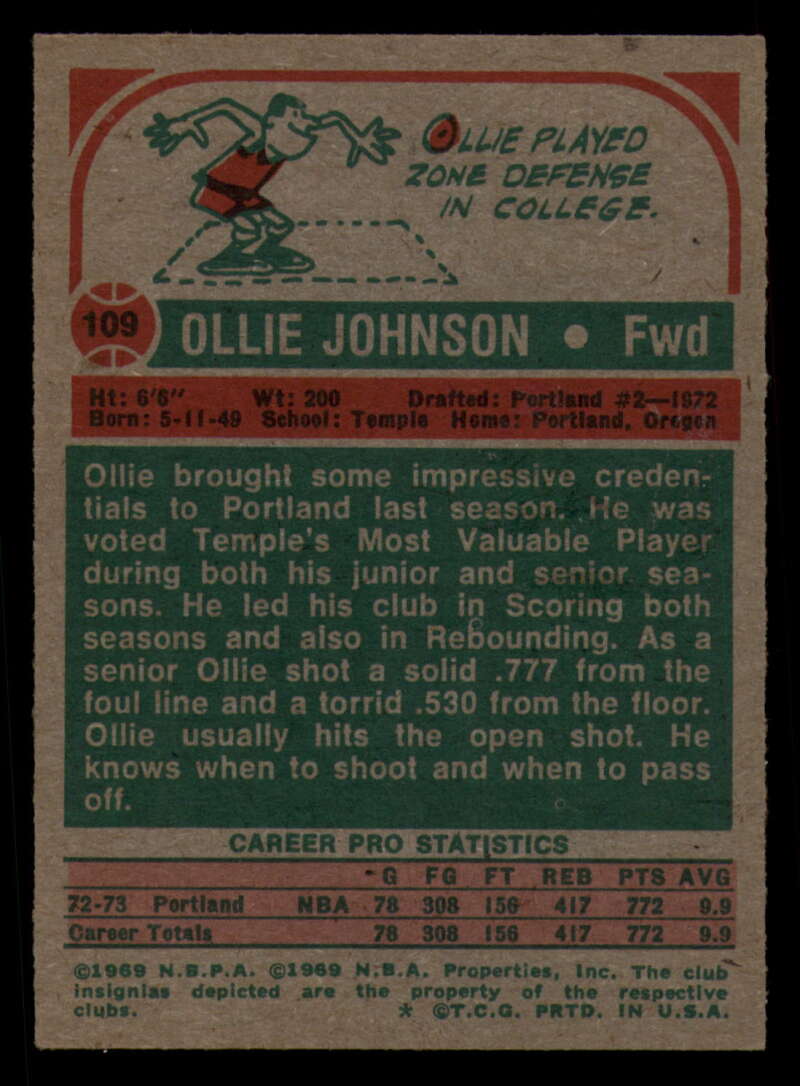 OLLIE PLAYED
ZONE DEFENSE
IN COLLEGE.
109 OLLIE JOHNSON • Fwd
Ht: 6'6" Wt: 200 Drafted: Portland #2—1972
Born: 5-11-49 School: Temple Home: Portland, Oregon
Ollie brought some impressive creden-
tials to Portland last season. He was
voted Temple's Most Valuable Player
during both his junior and senior sea-
sons. He led his club in Scoring both
seasons and also in Rebounding. As a
senior Ollie shot a solid .777 from the
foul line and a torrid .530 from the floor.
Ollie usually hits the open shot. He
knows when to shoot and when to pass
off.
CAREER PRO STATISTICS
G FG FT REB PTS AVG
72-73 Portland NBA 78 308 156 417 772 9.9
Career Totals 78 308 156 417 772 9.9
©1969 N.B.P.A. ©1969 N.B.A. Properties, Inc. The club
insignias depicted are the property of the respective
clubs. * ©T.C.G. PRTD. IN U.S.A.